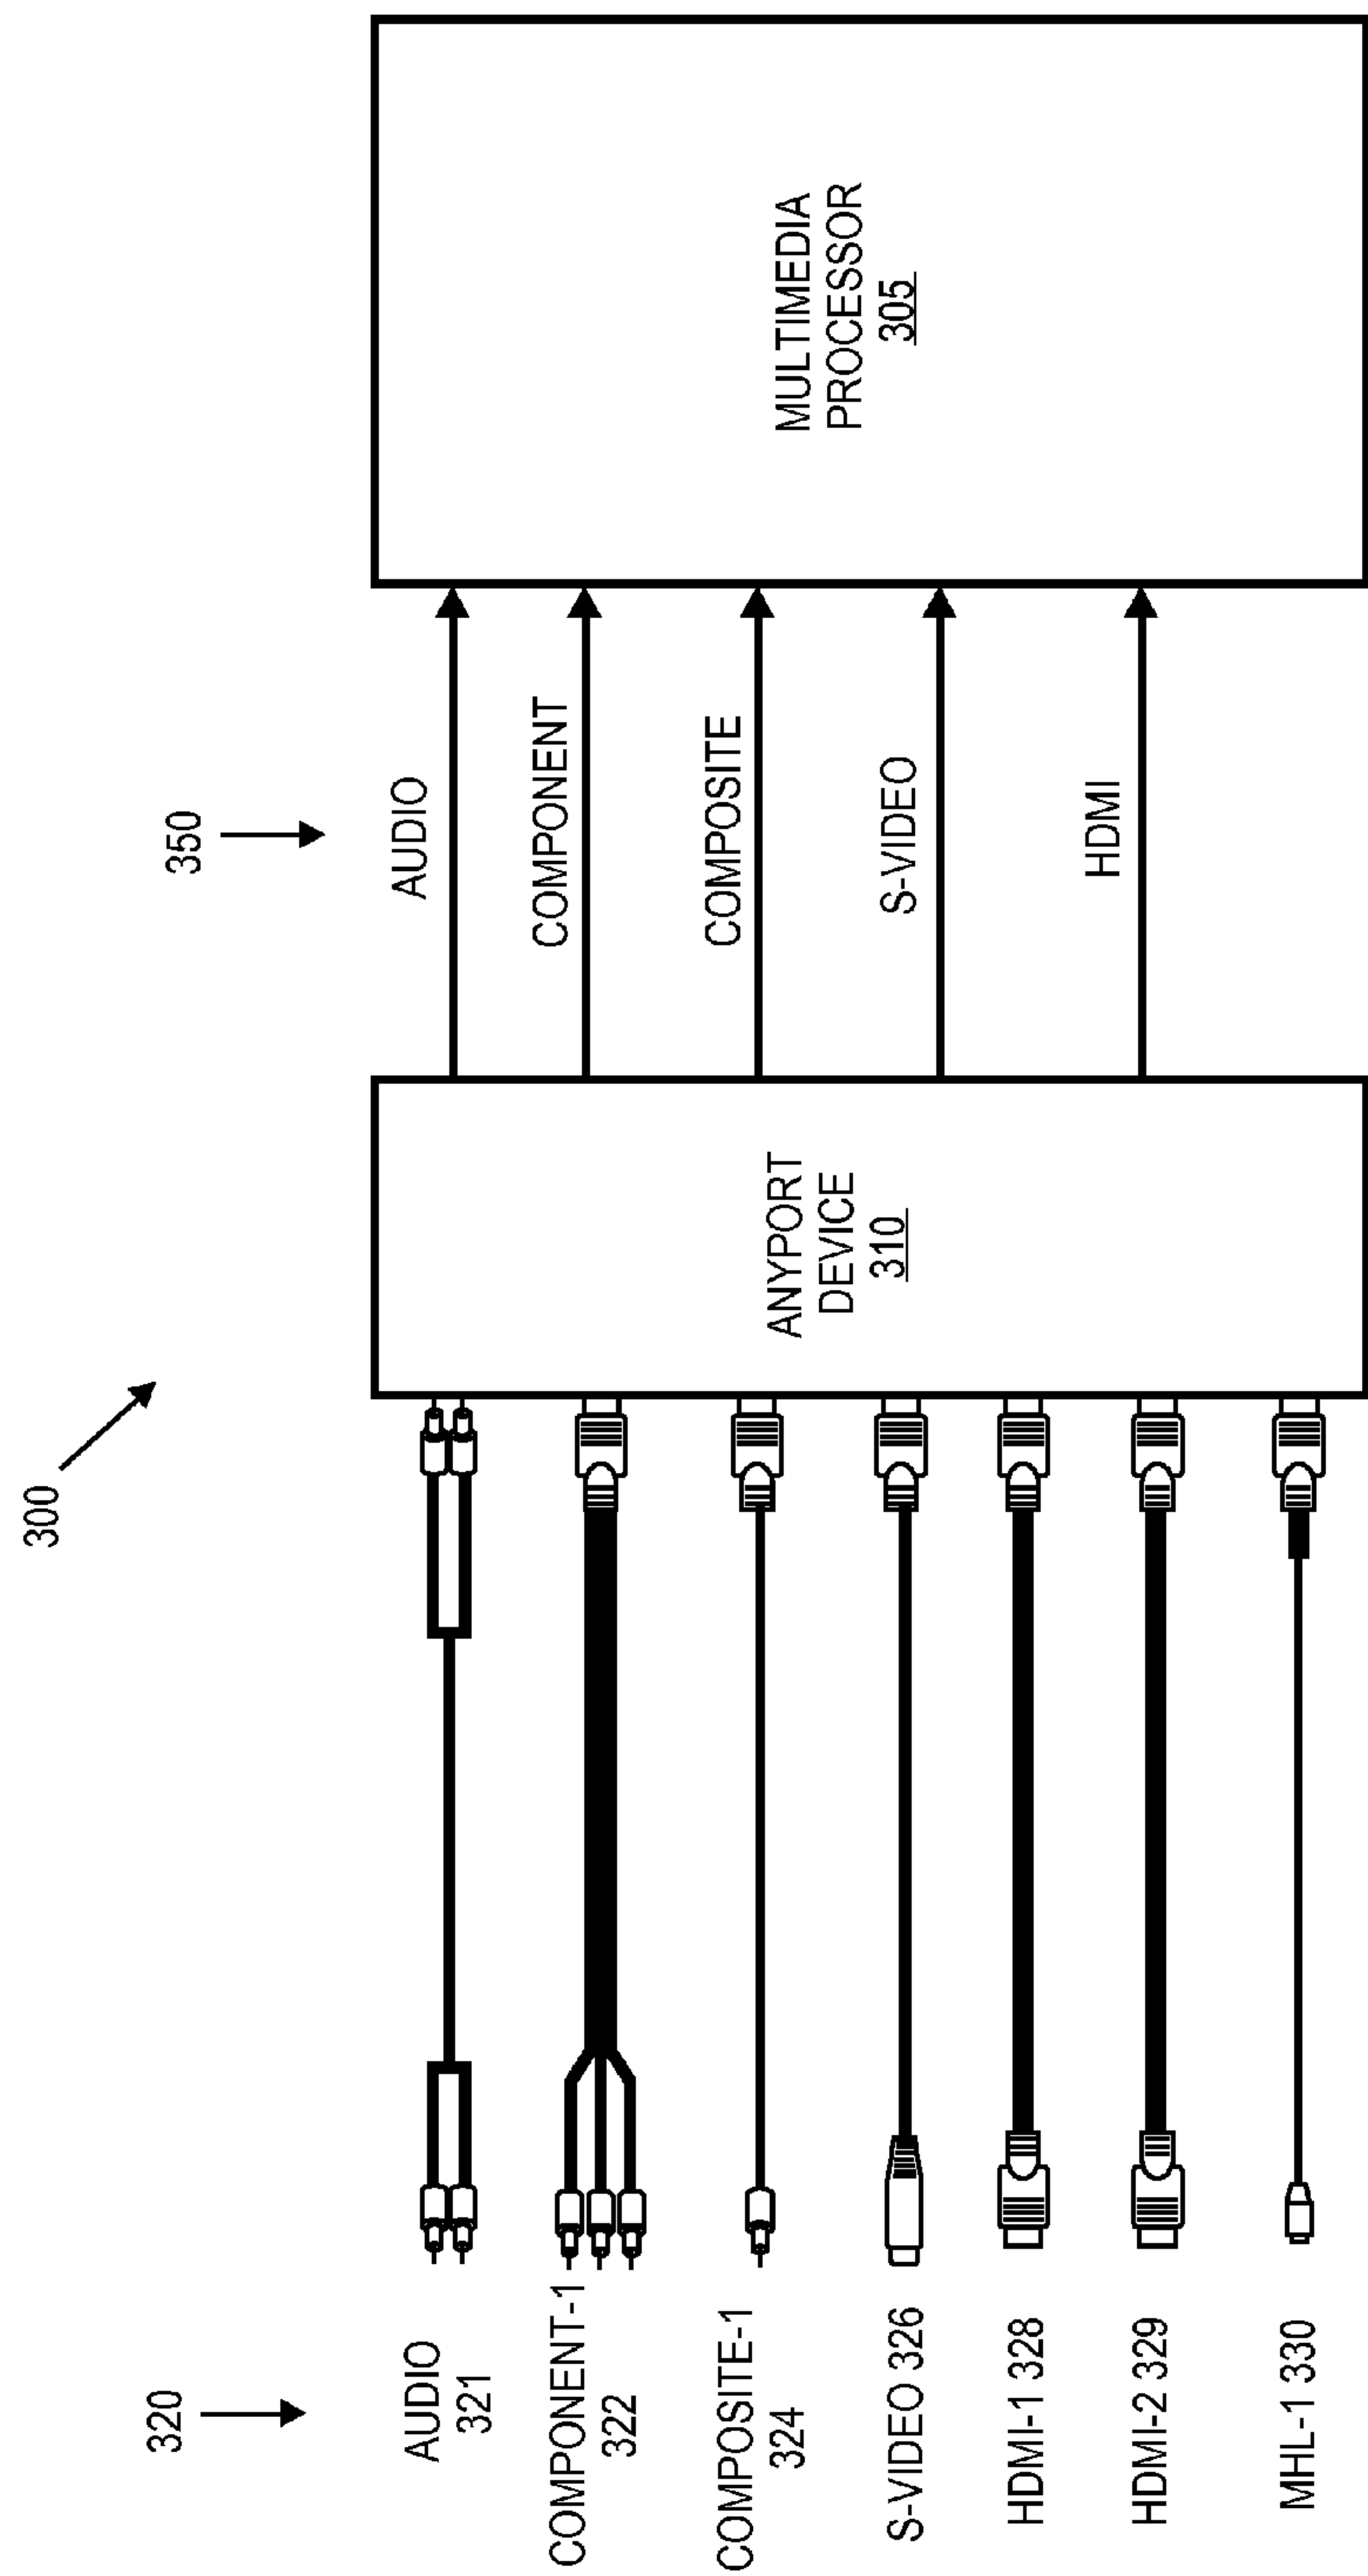 300
320
350
AUDIO
321
COMPONENT-1
322
COMPOSITE-1
324
S-VIDEO 326
HDMI-1 328
HDMI-2 329
MHL-1 330
ANYPORT
DEVICE
310
AUDIO
COMPONENT
COMPOSITE
S-VIDEO
HDMI
MULTIMEDIA
PROCESSOR
305